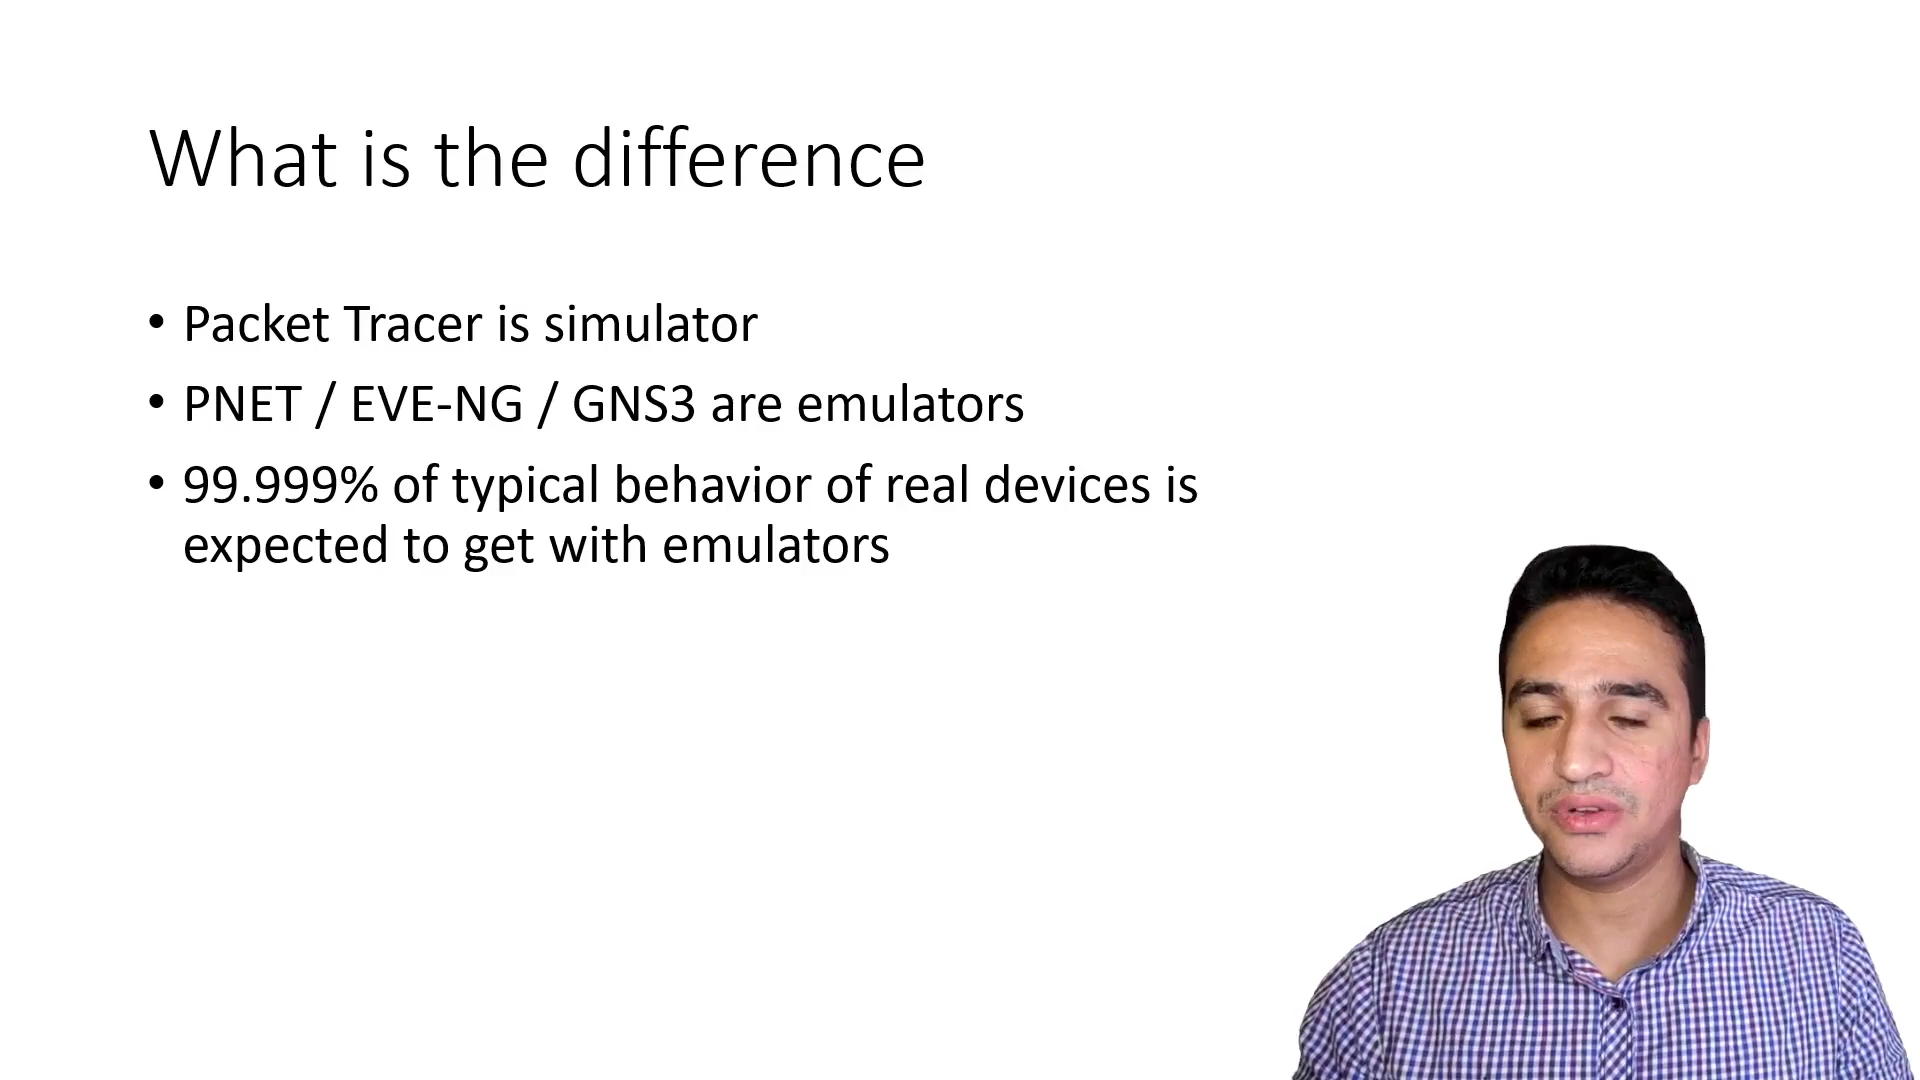 What is the difference
• Packet Tracer is simulator
• PNET / EVE-NG / GNS3 are emulators
• 99.999% of typical behavior of real devices is
expected to get with emulators